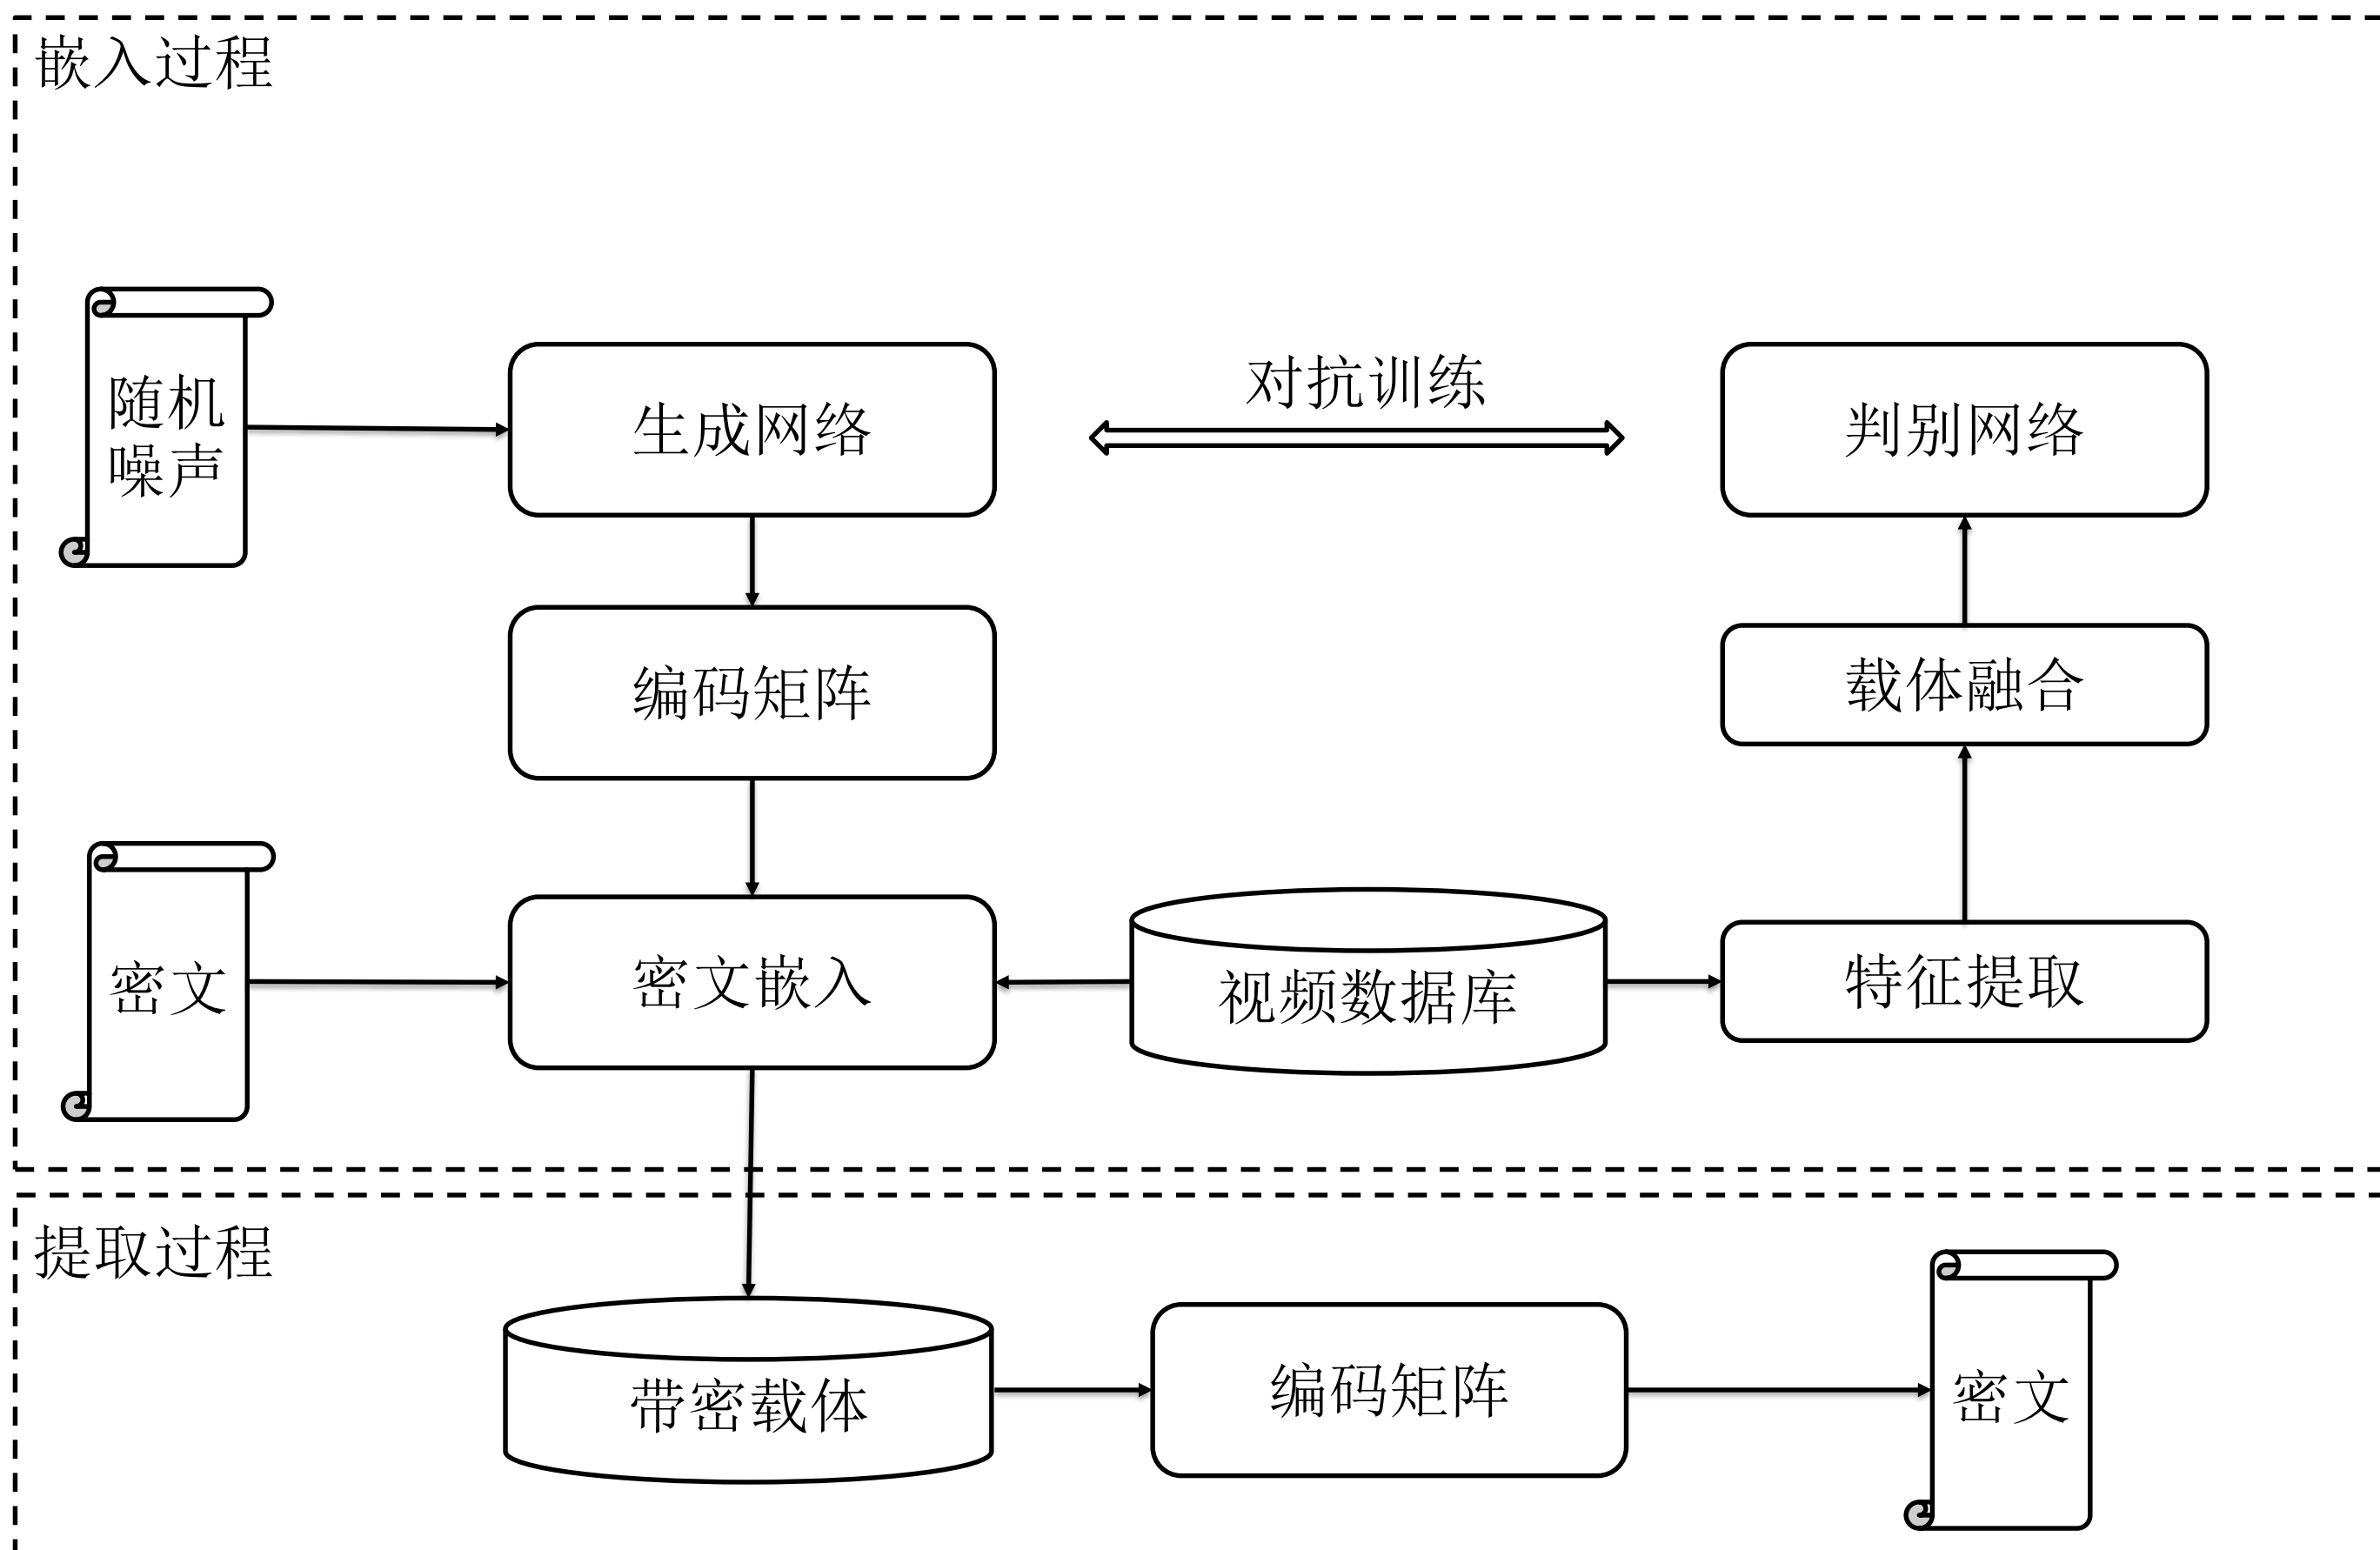 嵌入过程
随机
噪声
生成网络
对抗训练
判别网络
编码矩阵
载体融合
密文
密文嵌入
视频数据库
特征提取
提取过程
带密载体
编码矩阵
密文